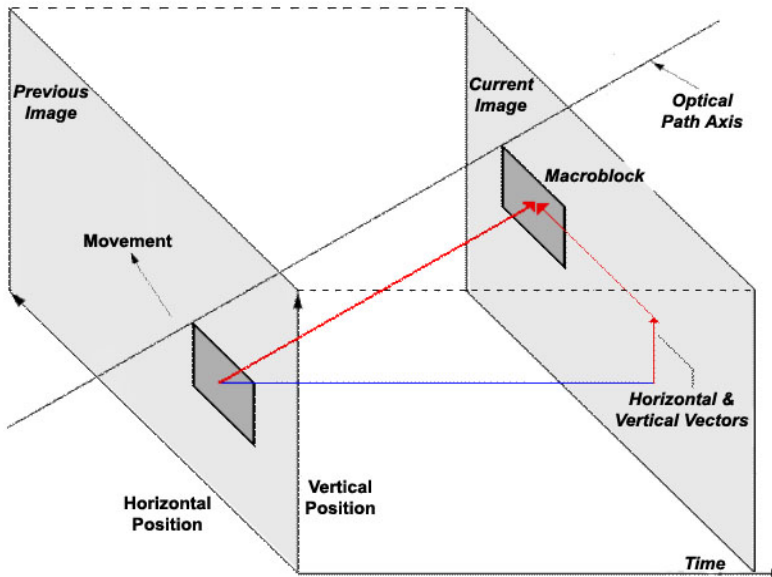 Previous
Image
Current
Image
Optical
Path Axis
Macroblock
Movement
Horizontal &
Vertical Vectors
Vertical
Position
Horizontal
Position
Time